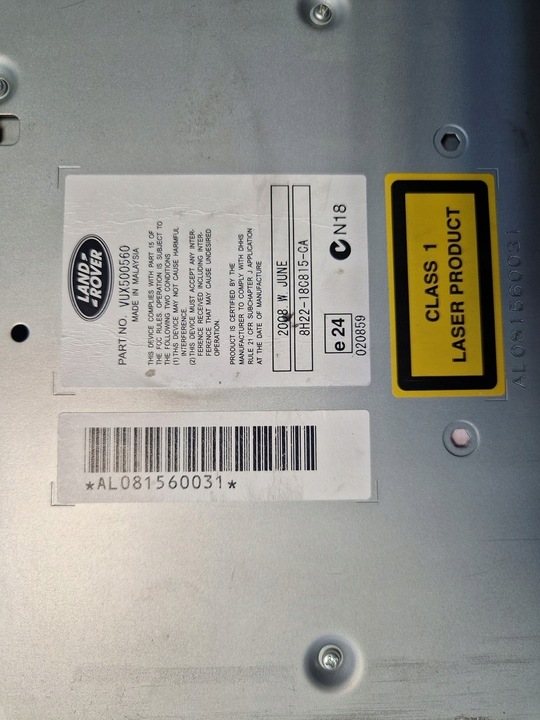 LAND-
-ROVER
PART NO. VUX500560
MADE IN MALAYSIA
THIS DEVICE COMPLIES WITH PART 15 OF
THE FCC RULES. OPERATION IS SUBJECT TO
THE FOLLOWING TWO CONDITIONS
(1) THIS DEVICE MAY NOT CAUSE HARMFUL
INTERFERENCE
(2) THIS DEVICE MUST ACCEPT ANY INTER-
FERENCE RECEIVED INCLUDING INTER-
FERENCE THAT MAY CAUSE UNDESIRED
OPERATION.
PRODUCT IS CERTIFIED BY THE
MANUFACTURER TO COMPLY WITH DHHS
RULE 21 CFR SUBCHAPTER J APPLICATION
AT THE DATE OF MANUFACTURE
2008 W JUNE
8H22-18C815-CA
e24
020859
N18
*AL081560031*
CLASS 1
LASER PRODUCT
AL081560031